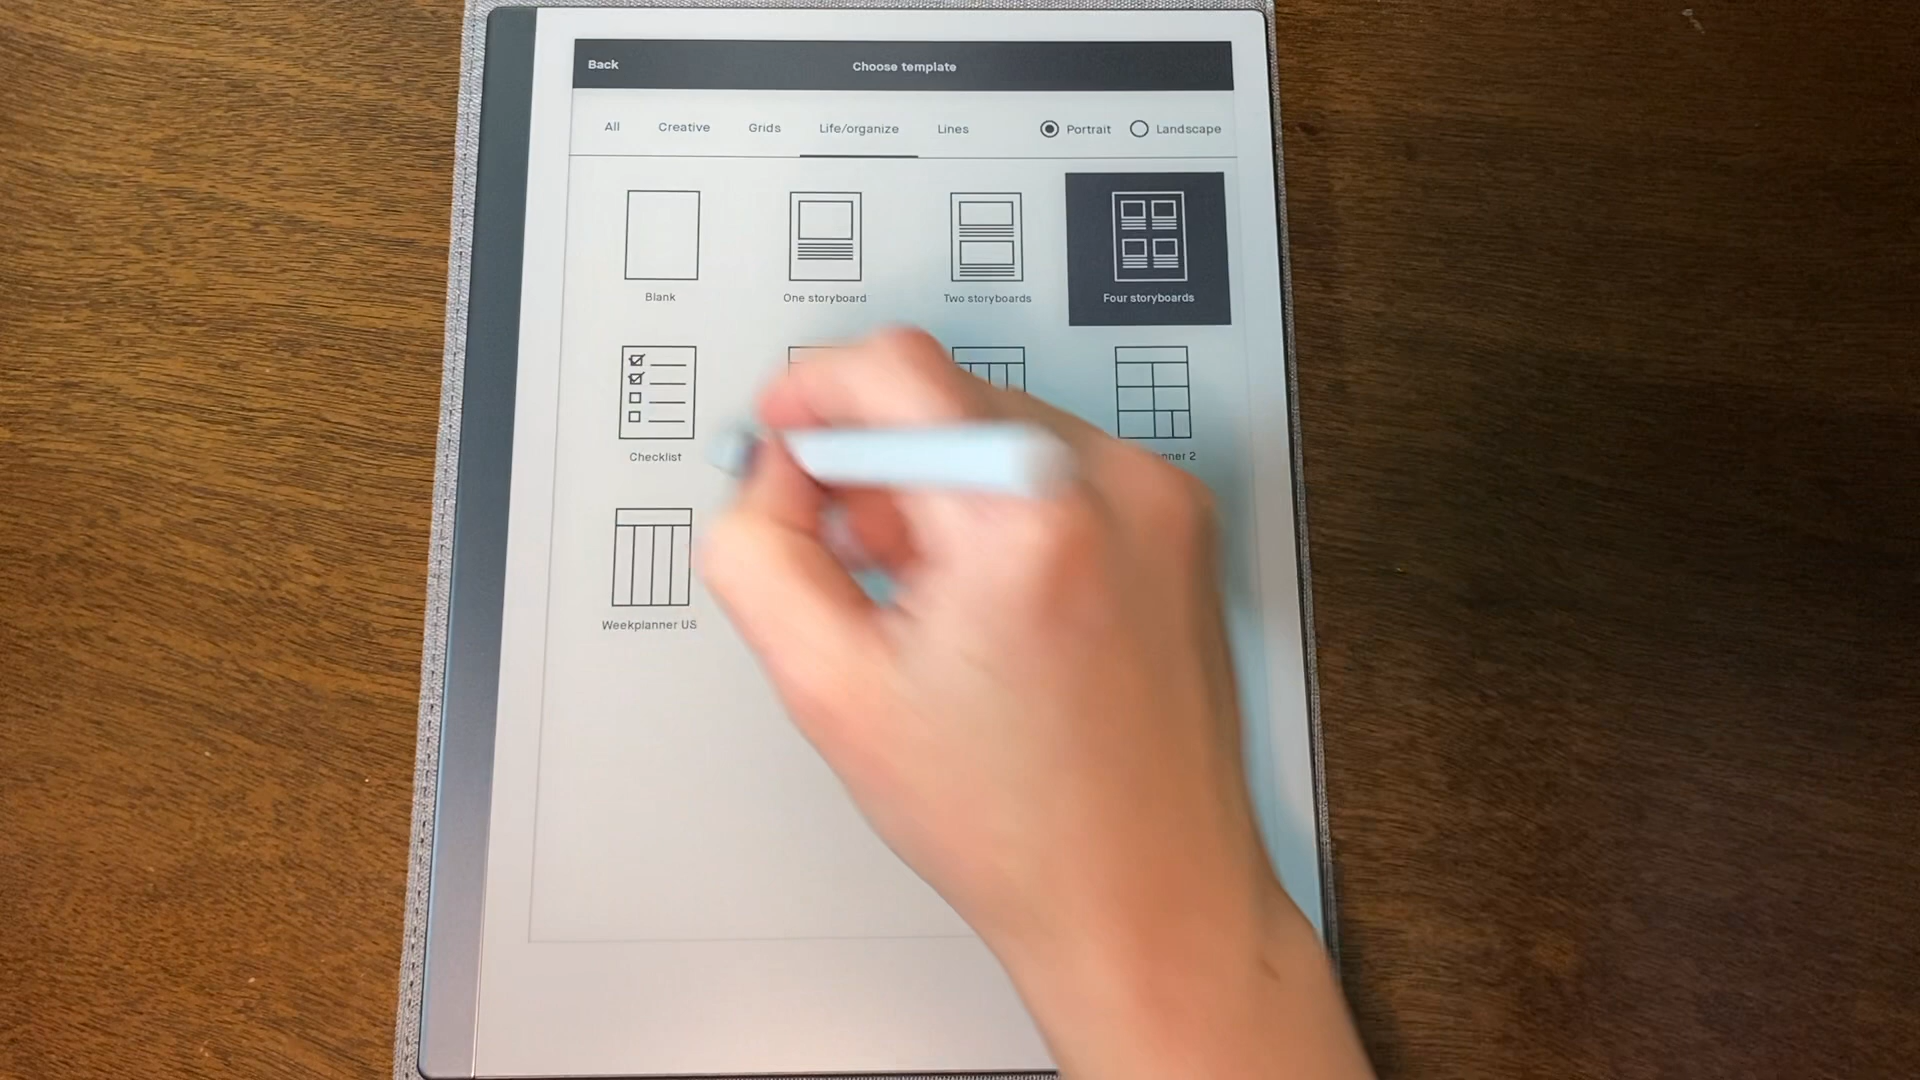 Back
Choose template
All Creative Grids Life/organize Lines Portrait Landscape
Blank One storyboard Two storyboards Four storyboards
Checklist 2
Weekplanner US